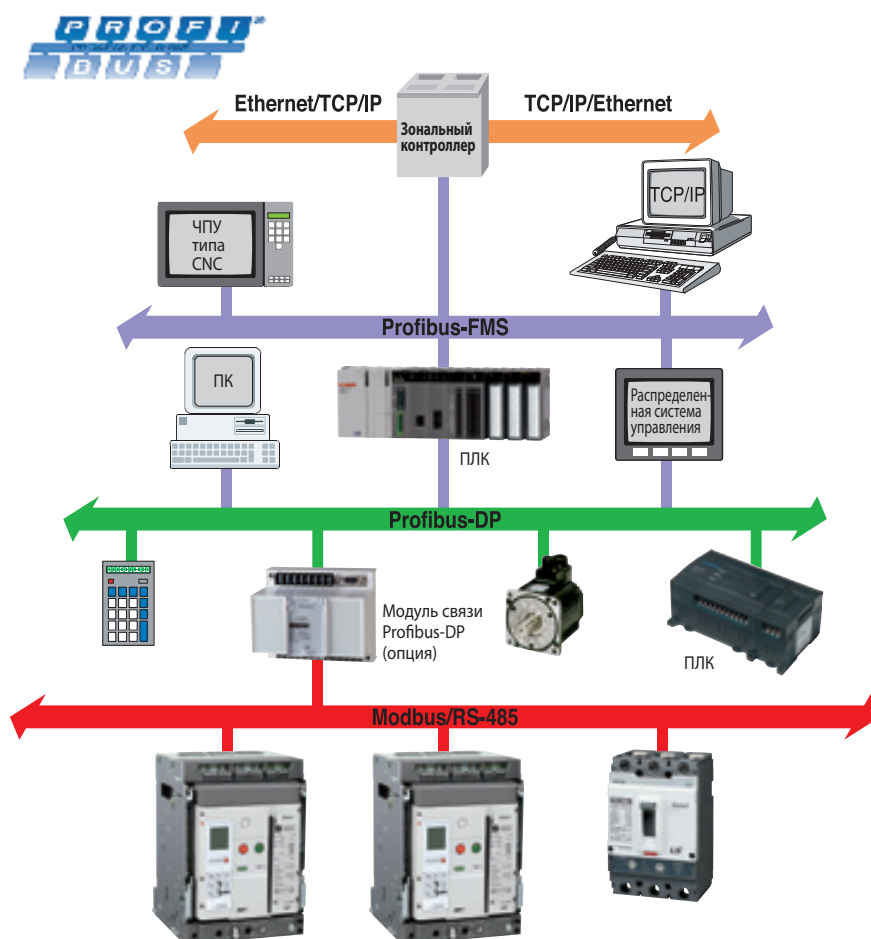 PROFI
BUS
Ethernet/TCP/IP
TCP/IP/Ethernet
Зональный
контроллер
TCP/IP
ЧПУ
типа
CNC
Profibus-FMS
ПК
ПЛК
Распределен-
ная система
управления
Profibus-DP
Модуль связи
Profibus-DP
(опция)
ПЛК
Modbus/RS-485